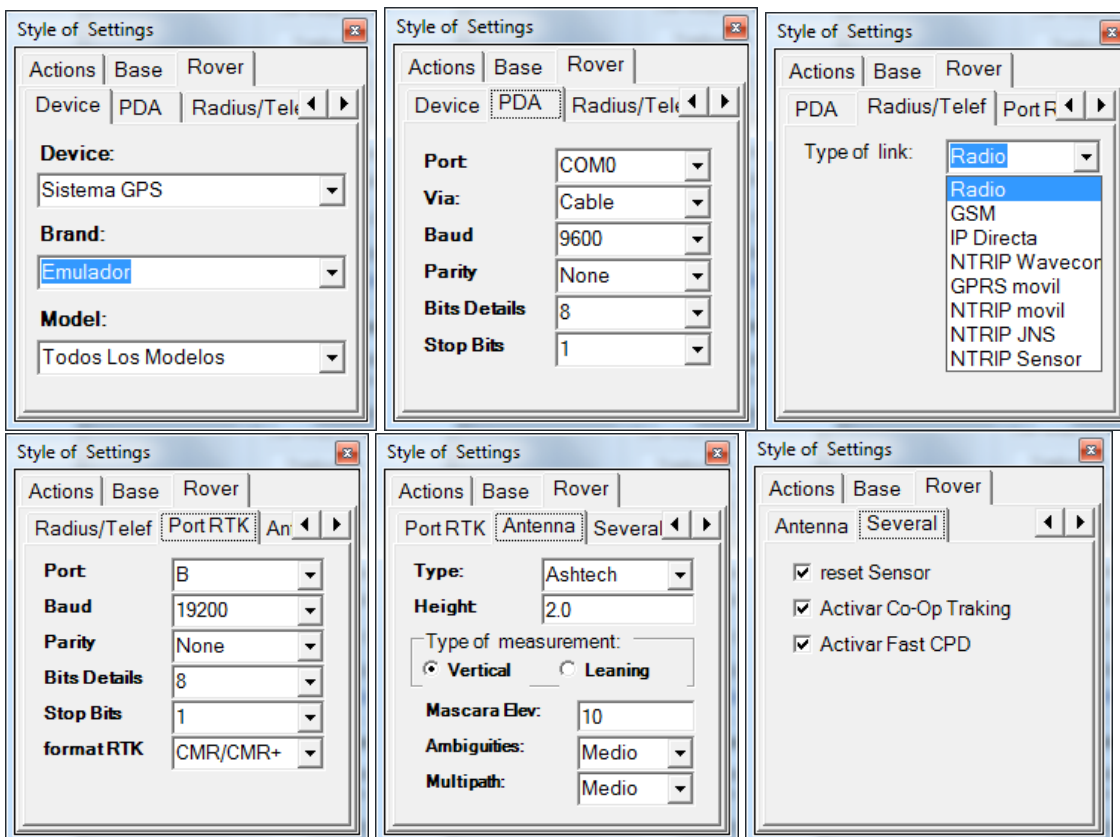 Style of Settings
Actions Base Rover
Device PDA Radius/Tele
Device:
Sistema GPS
Brand:
Emulador
Model:
Todos Los Modelos
Style of Settings
Actions Base Rover
Device PDA Radius/Tele
Port:
COM0
Via:
Cable
Baud
9600
Parity
None
Bits Details
8
Stop Bits
1
Style of Settings
Actions Base Rover
PDA Radius/Telef Port R
Type of link:
Radio
Radio
GSM
IP Directa
NTRIP Wavecor
GPRS movil
NTRIP movil
NTRIP JNS
NTRIP Sensor
Style of Settings
Actions Base Rover
Radius/Telef Port RTK An
Port:
B
Baud
19200
Parity
None
Bits Details
8
Stop Bits
1
format RTK
CMR/CMR+
Style of Settings
Actions Base Rover
Port RTK Antenna Several
Type:
Ashtech
Height:
2.0
Type of measurement:
Vertical Leaning
Mascara Elev:
10
Ambiguities:
Medio
Multipath:
Medio
Style of Settings
Actions Base Rover
Antenna Several
reset Sensor
Activar Co-Op Traking
Activar Fast CPD